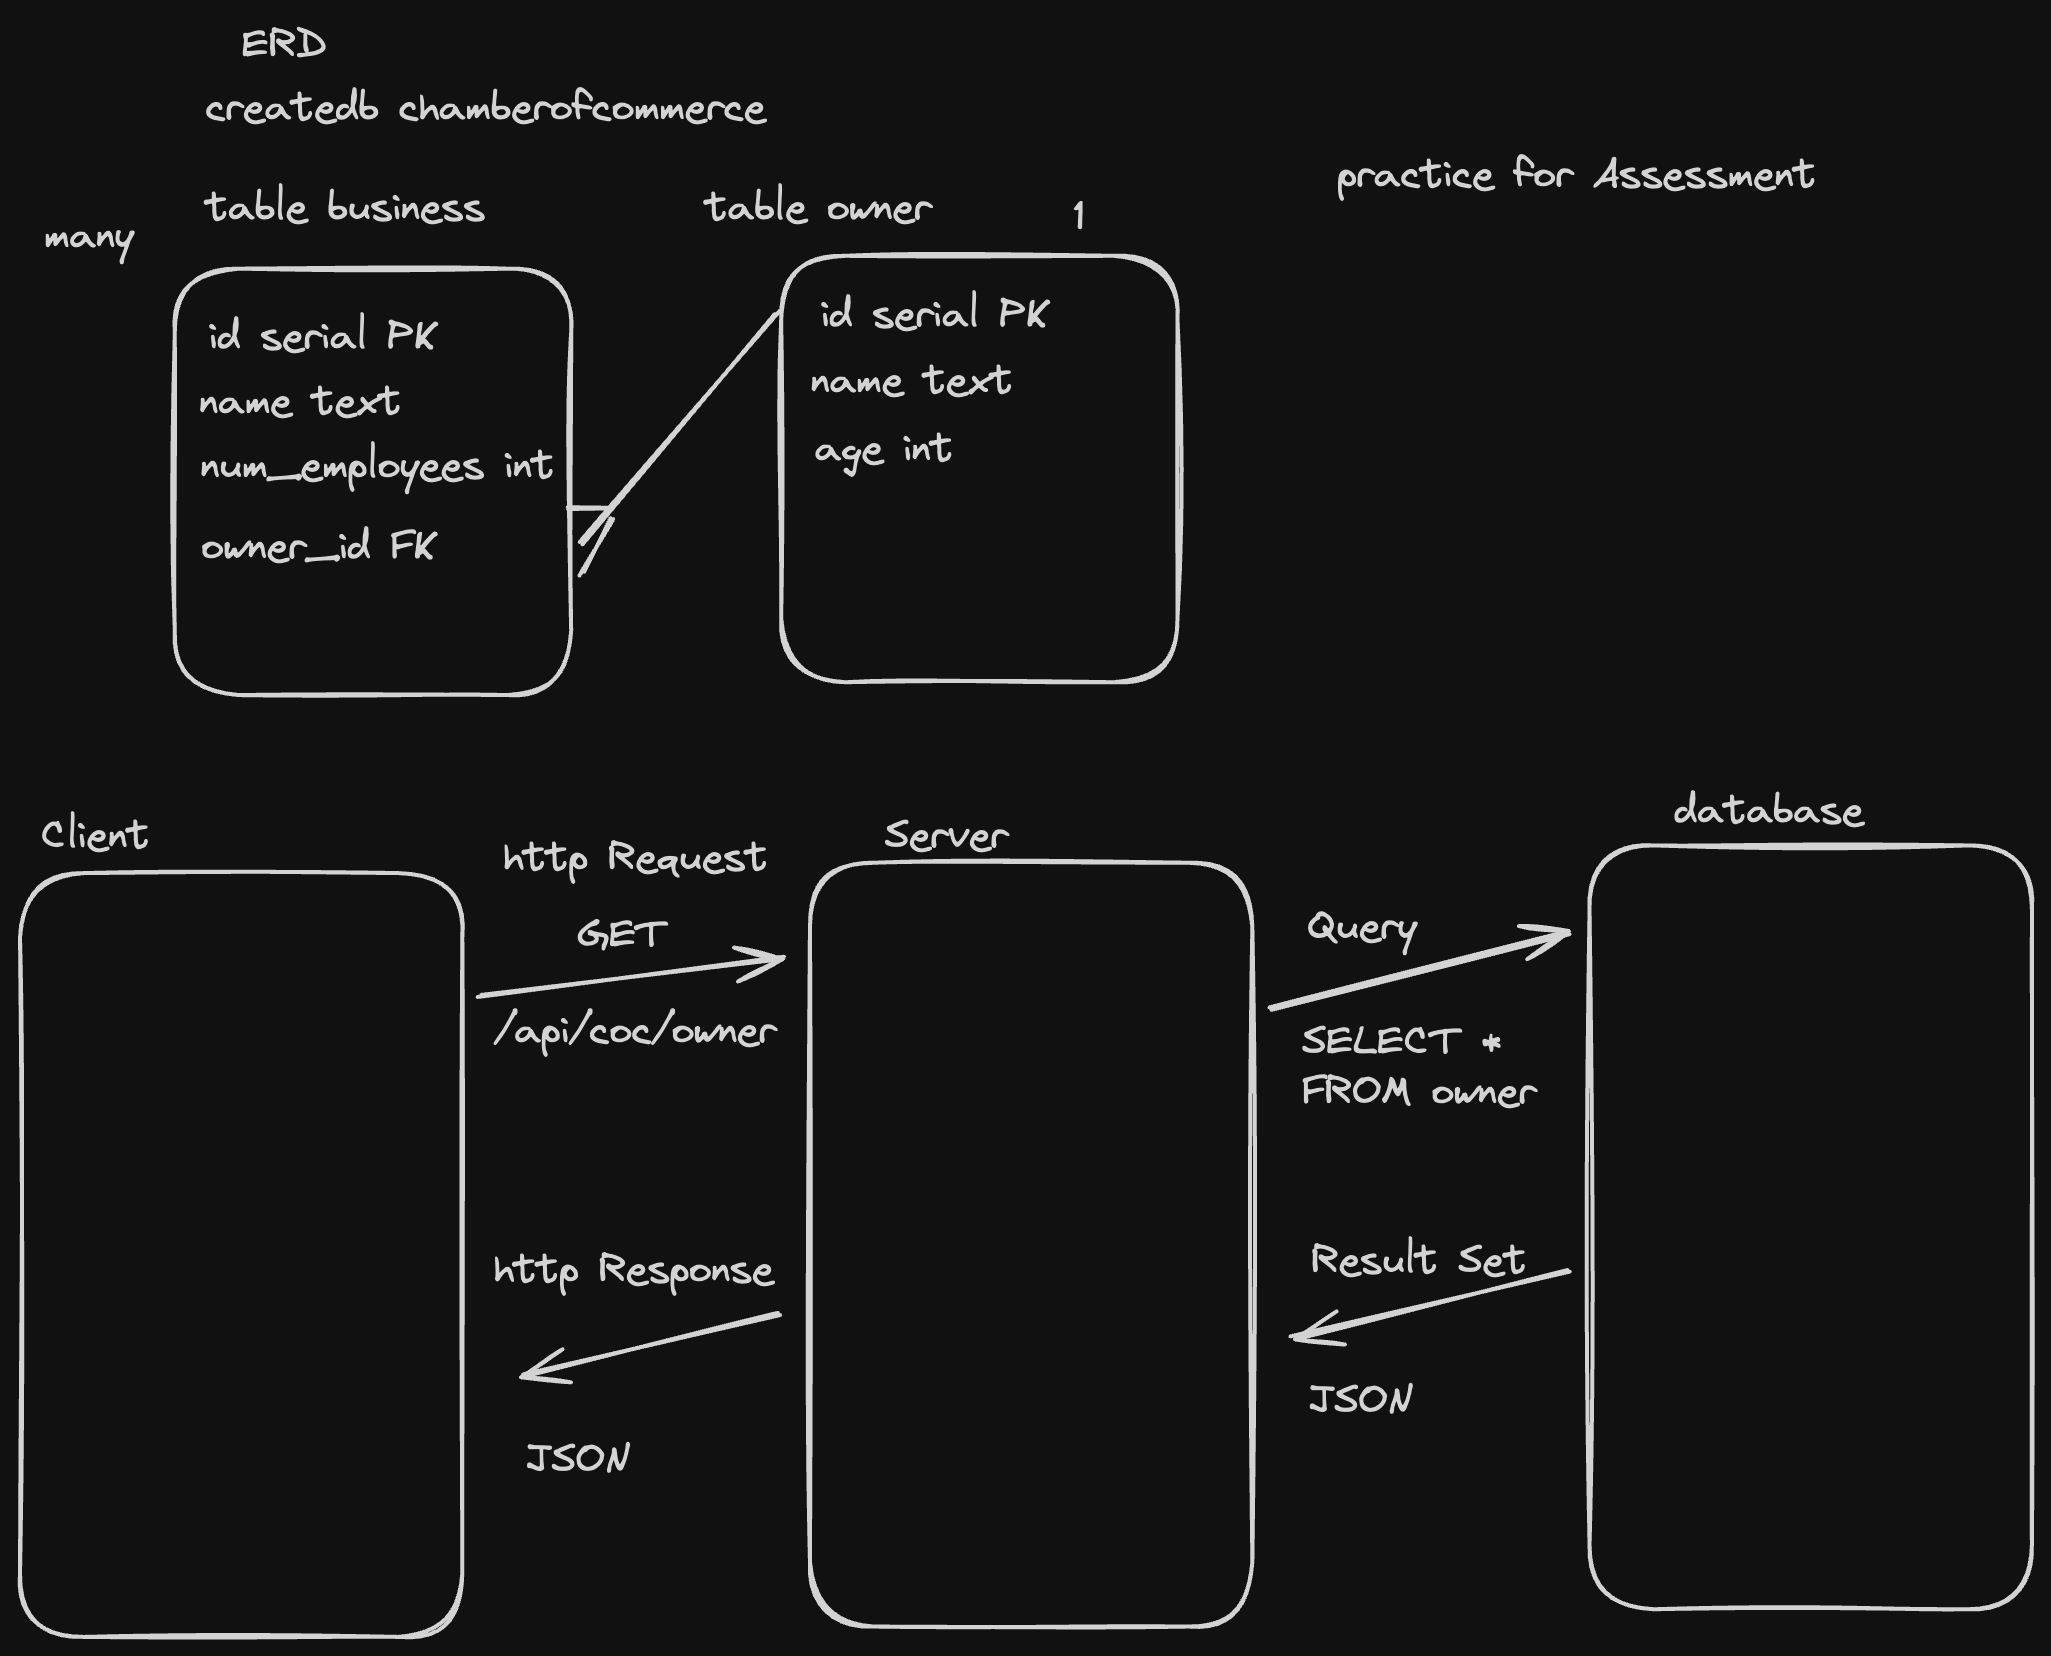 ERD
createdb chamberofcommerce
practice for Assessment
table business
table owner
1
many
id serial PK
name text
num_employees int
owner_id FK
id serial PK
name text
age int
Client
http Request
GET
/api/coc/owner
Server
Query
SELECT *
FROM owner
database
http Response
JSON
Result Set
JSON